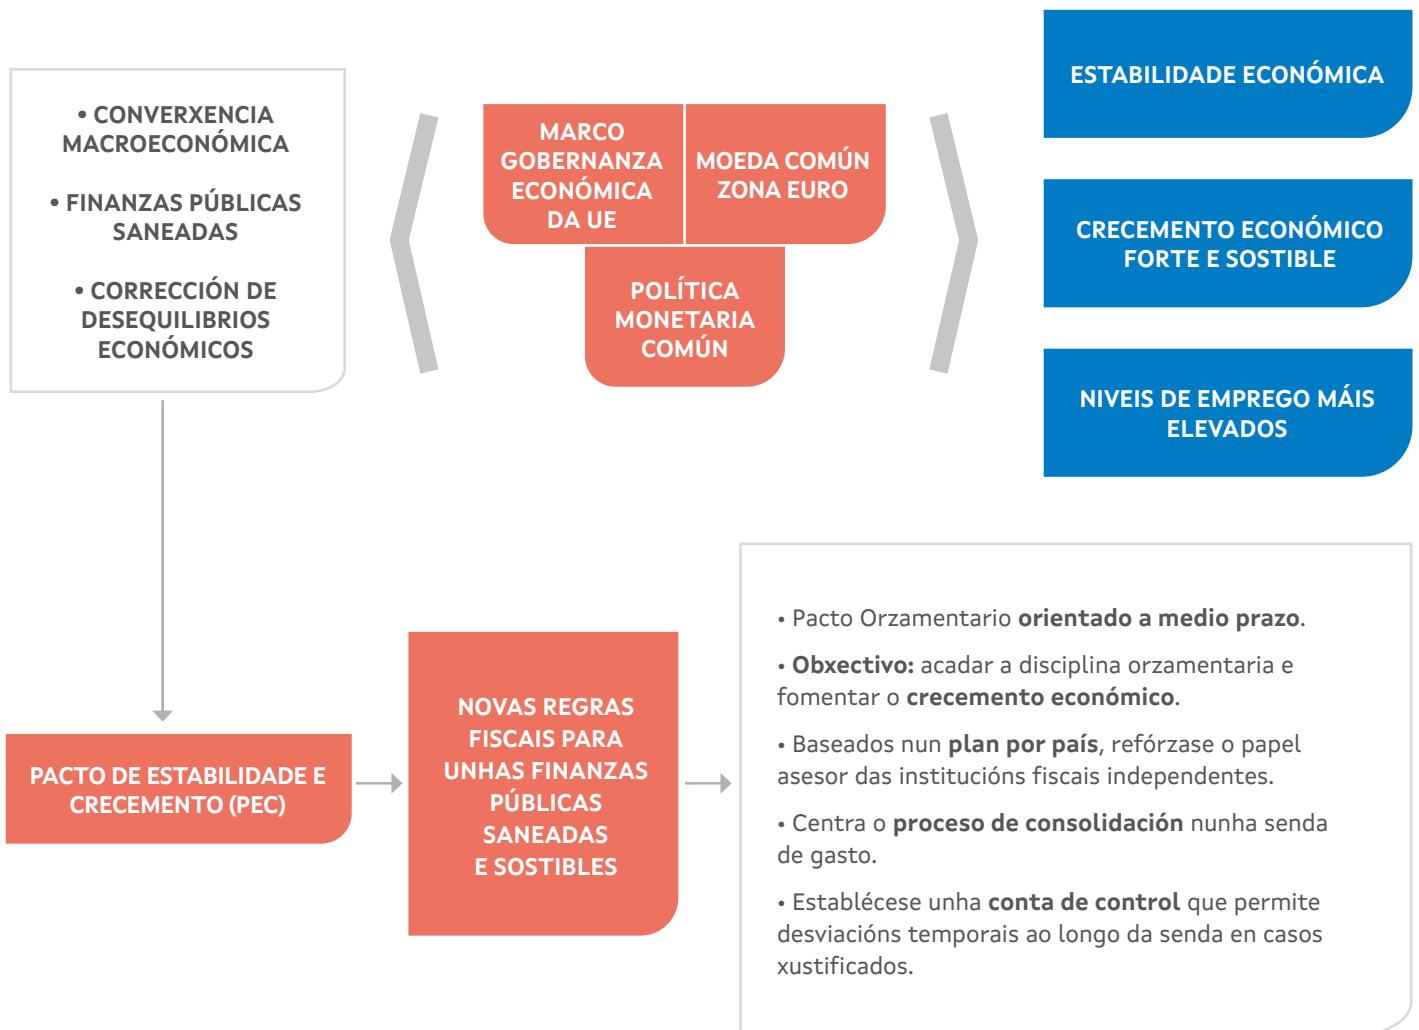 • CONVERXENCIA
MACROECONÓMICA
• FINANZAS PÚBLICAS
SANEADAS
• CORRECCIÓN DE
DESEQUILIBRIOS
ECONÓMICOS
MARCO
GOBERNANZA
ECONÓMICA
DA UE
MOEDA COMÚN
ZONA EURO
POLÍTICA
MONETARIA
COMÚN
ESTABILIDADE ECONÓMICA
CRECEMENTO ECONÓMICO
FORTE E SOSTIBLE
NIVEIS DE EMPREGO MÁIS
ELEVADOS
PACTO DE ESTABILIDADE E
CRECEMENTO (PEC)
NOVAS REGRAS
FISCAIS PARA
UNHAS FINANZAS
PÚBLICAS
SANEADAS
E SOSTIBLES
• Pacto Orzamentario orientado a medio prazo.
• Obxectivo: acadar a disciplina orzamentaria e
fomentar o crecemento económico.
• Baseados nun plan por país, refórzase o papel
asesor das institucións fiscais independentes.
• Centra o proceso de consolidación nunha senda
de gasto.
• Establécese unha conta de control que permite
desviacións temporais ao longo da senda en casos
xustificados.